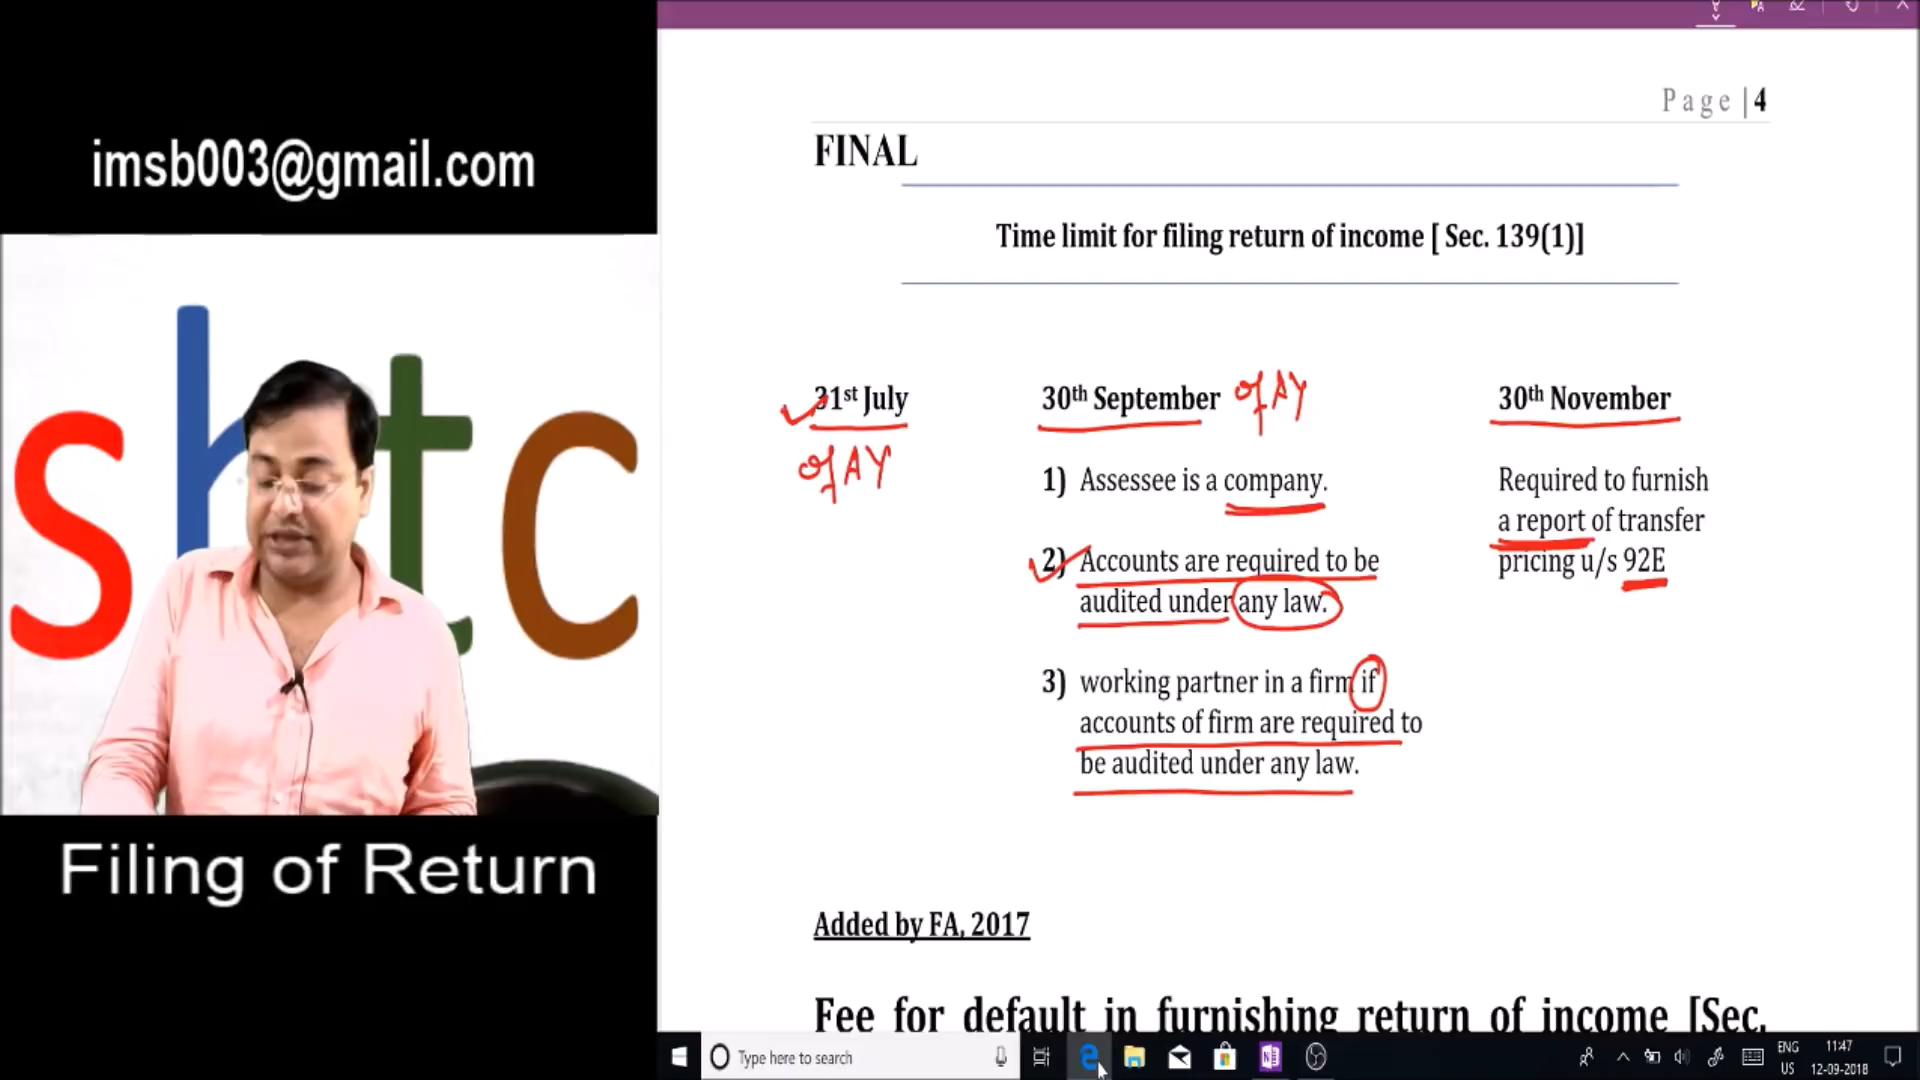 imsb003@gmail.com
shtc
Filing of Return
Page | 4
FINAL
Time limit for filing return of income [ Sec. 139(1)]
31st July
of AY
30th September of AY
1) Assessee is a company.
2) Accounts are required to be
audited under any law.
3) working partner in a firm if
accounts of firm are required to
be audited under any law.
30th November
Required to furnish
a report of transfer
pricing u/s 92E
Added by FA, 2017
Fee for default in furnishing return of income [Sec.
Type here to search
ENG
US
11:47
12-09-2018